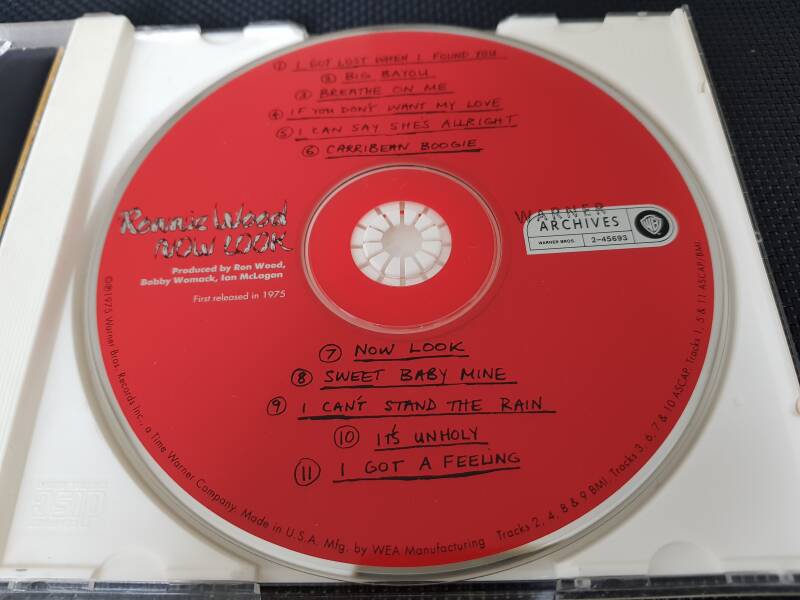 ① I GOT LOST WHEN I FOUND YOU
② BIG BAYOU
③ BREATHE ON ME
④ IF YOU DON'T WANT MY LOVE
⑤ I CAN SAY SHES ALLRIGHT
⑥ CARRIBEAN BOOGIE
Ronnie Wood
NOW LOOK
Produced by Ron Wood,
Bobby Womack, Ian McLagan
First released in 1975
WARNER
ARCHIVES
WARNER BROS. 2-45693
WB
⑦ NOW LOOK
⑧ SWEET BABY MINE
⑨ I CAN'T STAND THE RAIN
⑩ IT'S UNHOLY
⑪ I GOT A FEELING
©℗1975 Warner Bros. Records Inc., a Time Warner Company. Made in U.S.A. Mfg. by WEA Manufacturing Tracks 2, 4, 8 & 9 BMI. Tracks 3, 6, 7 & 10 ASCAP. Tracks 1, 5 & 11 ASCAP/BMI.
disc